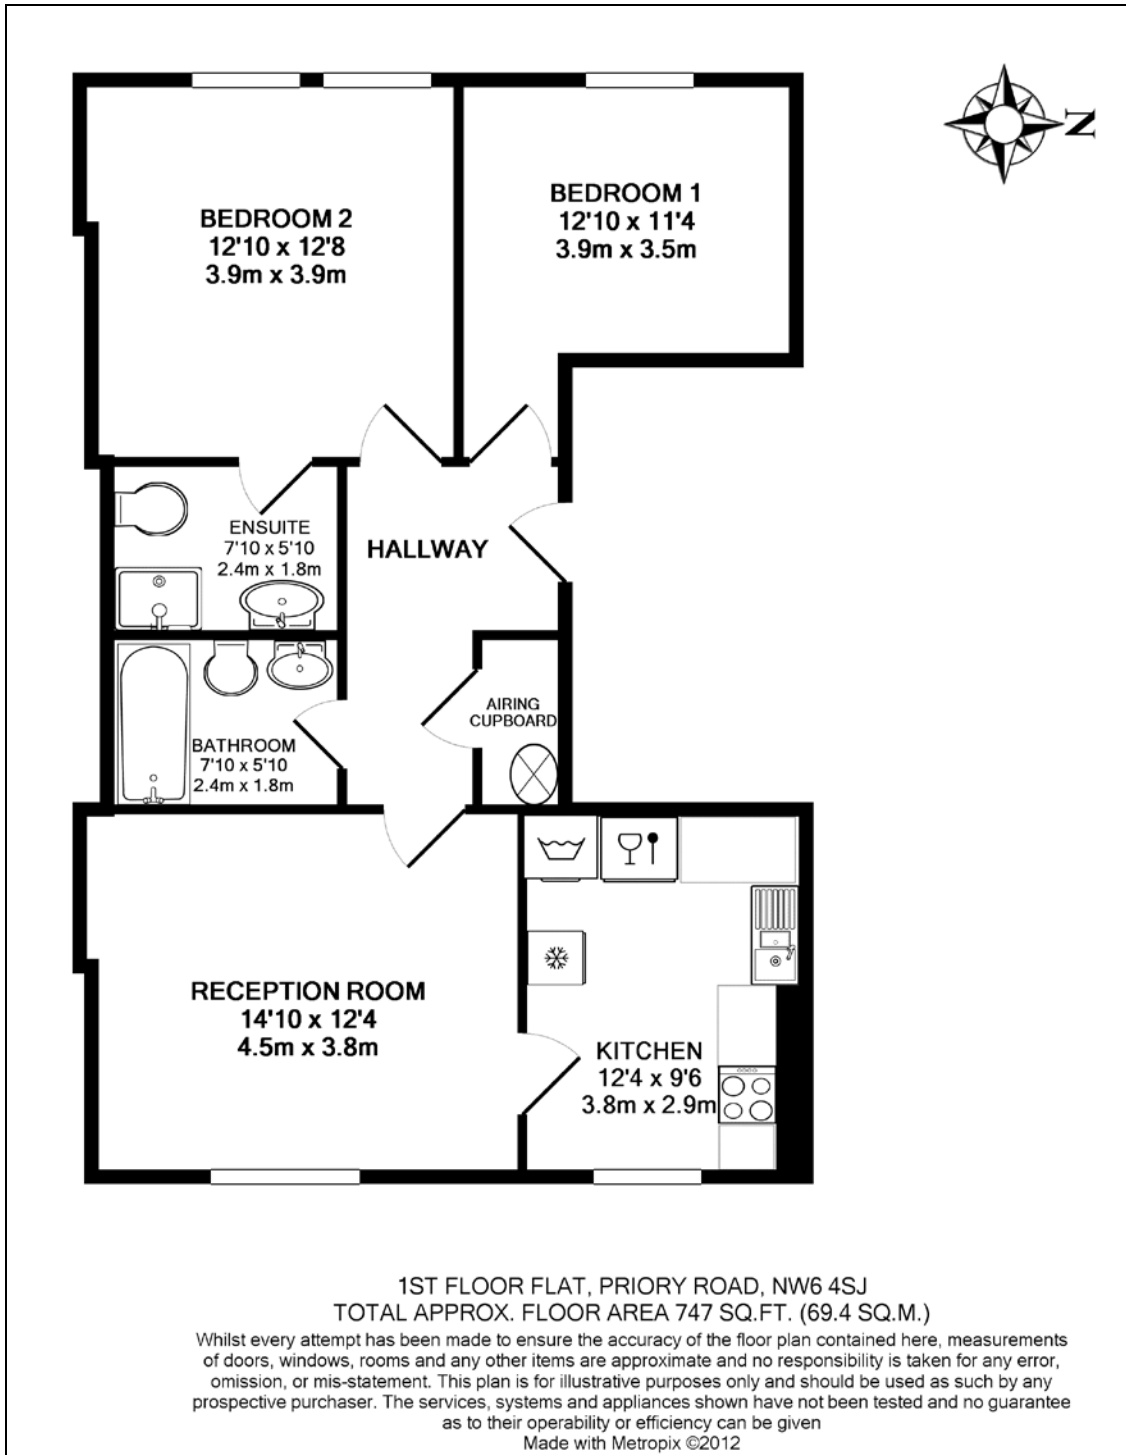 N
BEDROOM 2
12'10 x 12'8
3.9m x 3.9m
BEDROOM 1
12'10 x 11'4
3.9m x 3.5m
ENSUITE
7'10 x 5'10
2.4m x 1.8m
HALLWAY
AIRING
CUPBOARD
BATHROOM
7'10 x 5'10
2.4m x 1.8m
RECEPTION ROOM
14'10 x 12'4
4.5m x 3.8m
KITCHEN
12'4 x 9'6
3.8m x 2.9m
1ST FLOOR FLAT, PRIORY ROAD, NW6 4SJ
TOTAL APPROX. FLOOR AREA 747 SQ.FT. (69.4 SQ.M.)
Whilst every attempt has been made to ensure the accuracy of the floor plan contained here, measurements
of doors, windows, rooms and any other items are approximate and no responsibility is taken for any error,
omission, or mis-statement. This plan is for illustrative purposes only and should be used as such by any
prospective purchaser. The services, systems and appliances shown have not been tested and no guarantee
as to their operability or efficiency can be given
Made with Metropix ©2012